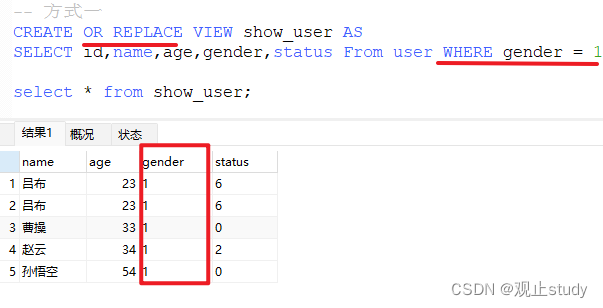 -- 方式一
CREATE OR REPLACE VIEW show_user AS
SELECT id,name,age,gender,status From user WHERE gender = 1
select * from show_user;
结果1 概况 状态
name age gender status
1 吕布 23 1 6
2 吕布 23 1 6
3 曹操 33 1 0
4 赵云 34 1 2
5 孙悟空 54 1 0
CSDN @观止study